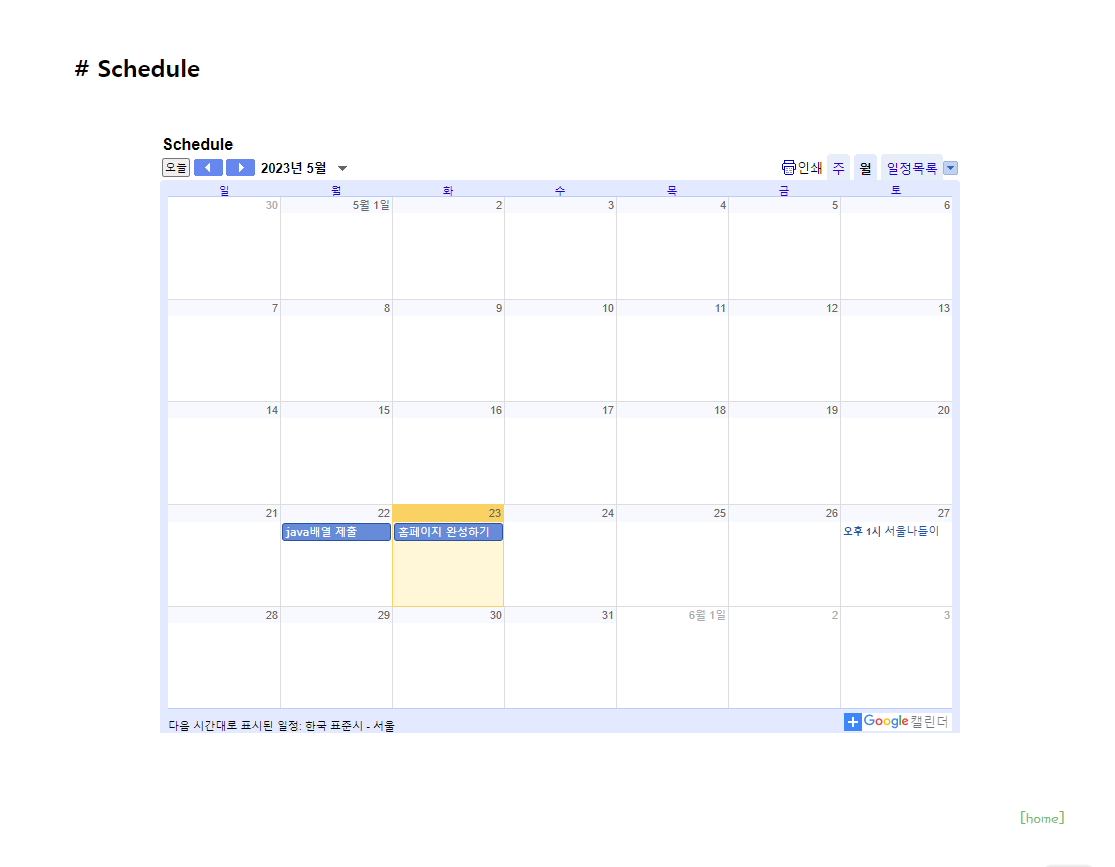 # Schedule
Schedule
오늘 2023년 5월 인쇄 주 월 일정목록
일 월 화 수 목 금 토
30 5월 1일 2 3 4 5 6
7 8 9 10 11 12 13
14 15 16 17 18 19 20
21 22 23 24 25 26 27
java배열 제출 홈페이지 완성하기 오후 1시 서울나들이
28 29 30 31 6월 1일 2 3
다음 시간대로 표시된 일정: 한국 표준시 - 서울 Google 캘린더
[home]